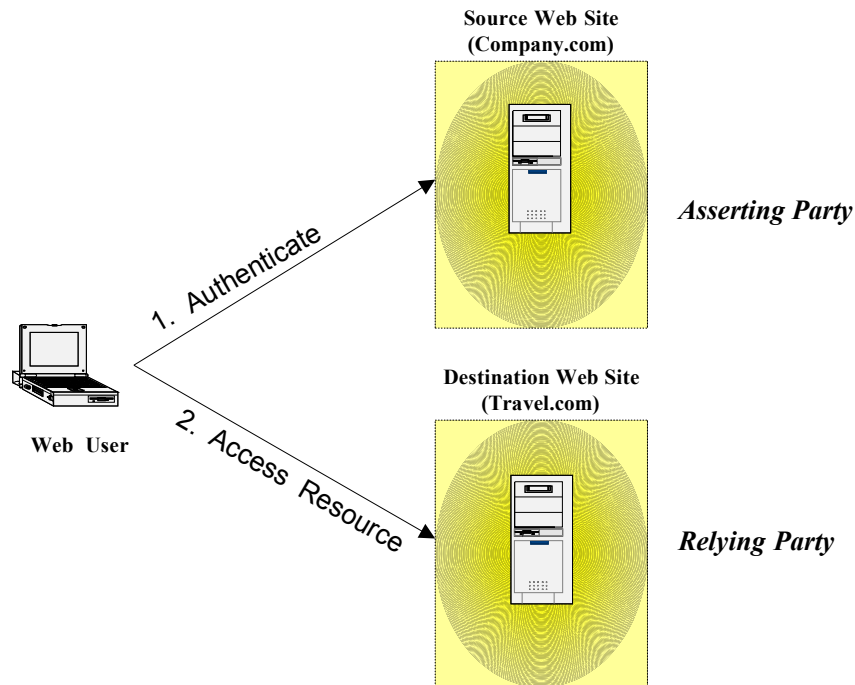 Source Web Site
(Company.com)
Asserting Party
1. Authenticate
Web User
2. Access Resource
Destination Web Site
(Travel.com)
Relying Party